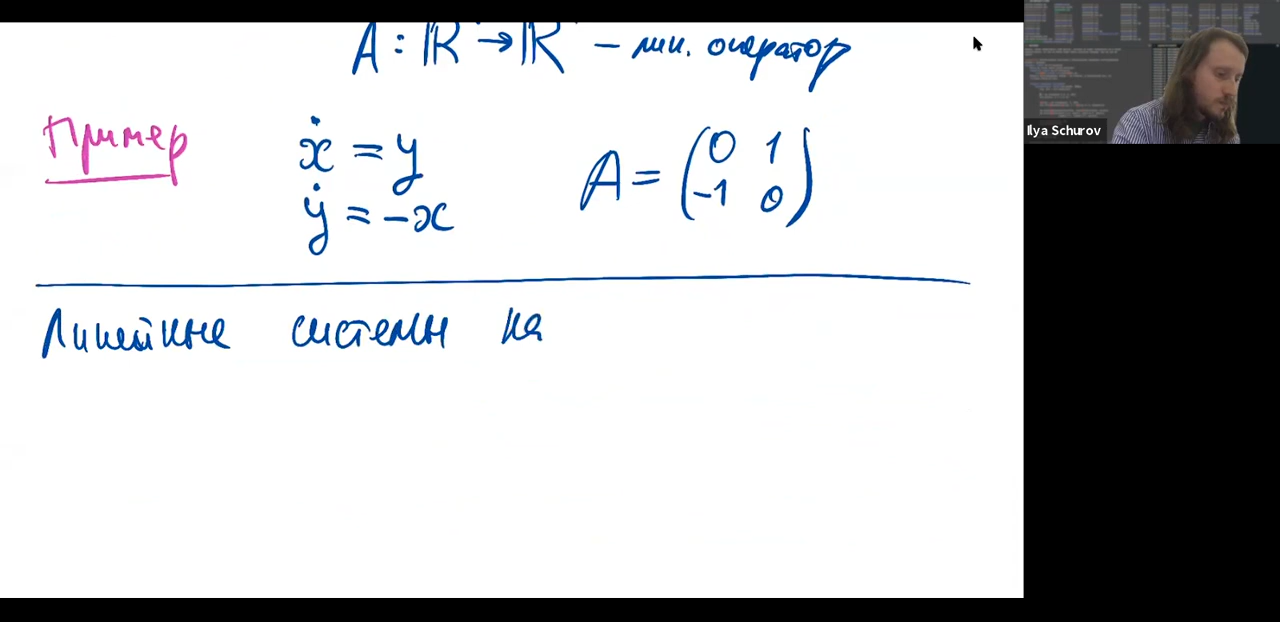 A : ℝ → ℝ – лин. оператор
Пример
ẋ = y
ẏ = -x
A = (0 1
-1 0)
Линейные системы на
Ilya Schurov